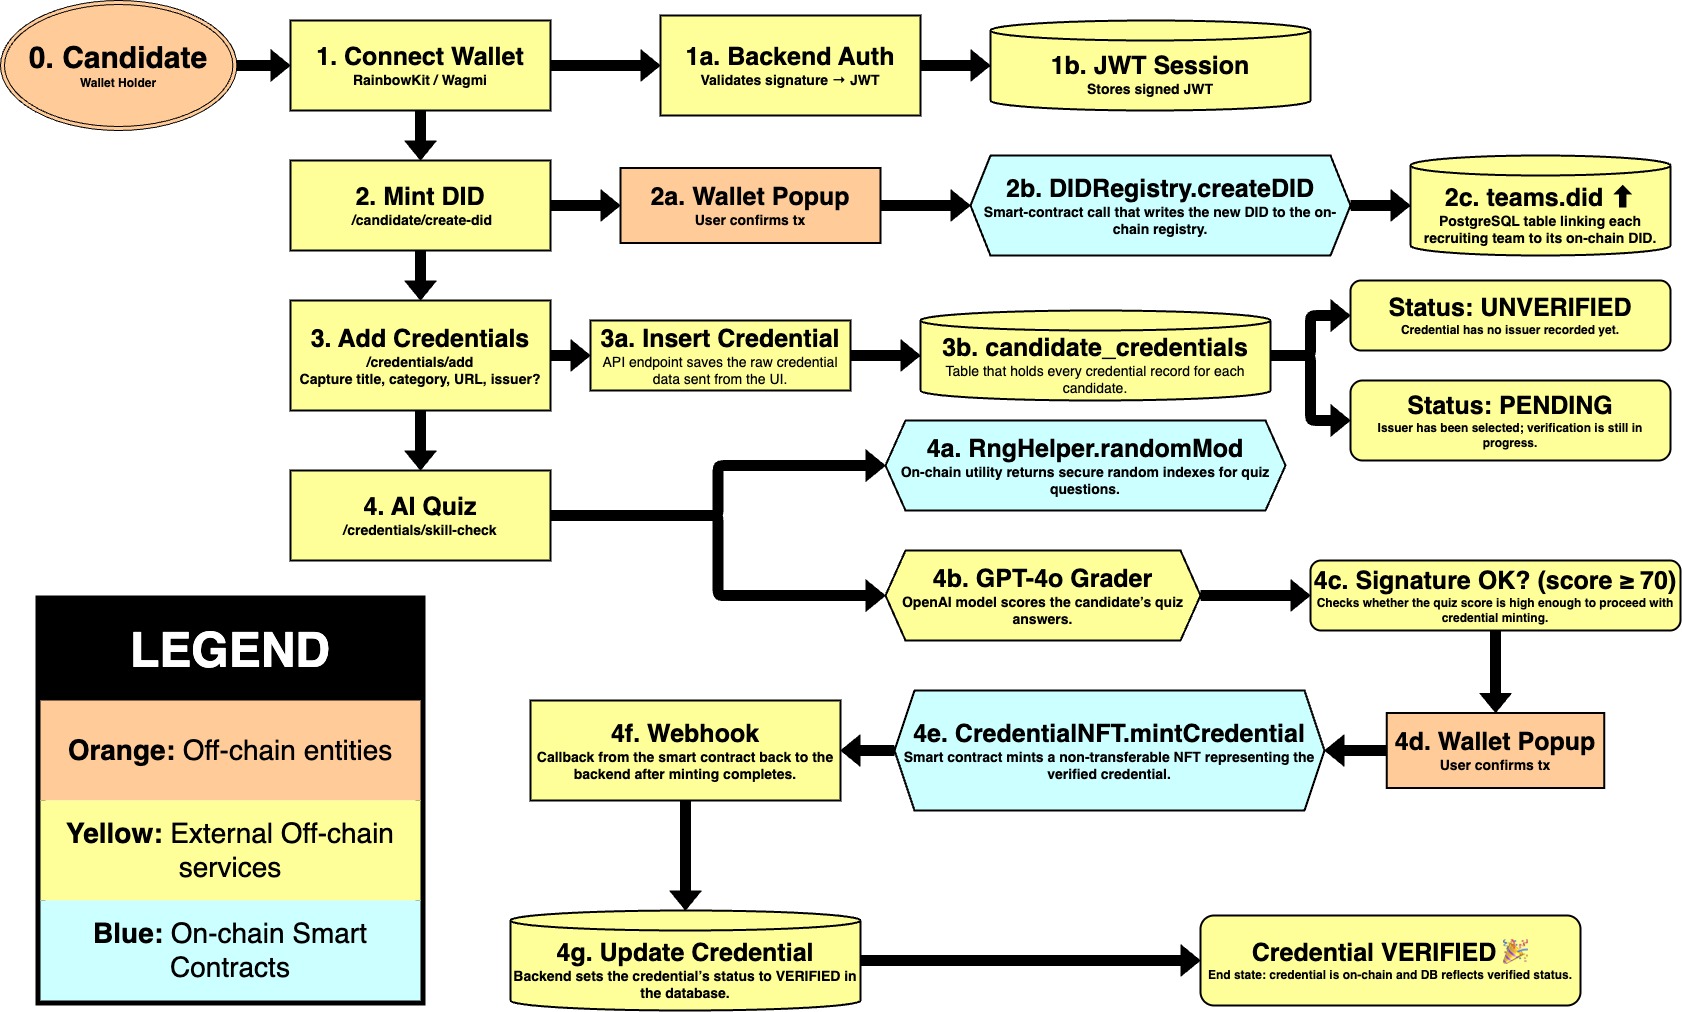 0. Candidate
Wallet Holder
1. Connect Wallet
RainbowKit / Wagmi
1a. Backend Auth
Validates signature → JWT
1b. JWT Session
Stores signed JWT
2. Mint DID
/candidate/create-did
2a. Wallet Popup
User confirms tx
2b. DIDRegistry.createDID
Smart-contract call that writes the new DID to the on-
chain registry.
2c. teams.did ⬆
PostgreSQL table linking each
recruiting team to its on-chain DID.
3. Add Credentials
/credentials/add
Capture title, category, URL, issuer?
3a. Insert Credential
API endpoint saves the raw credential
data sent from the UI.
3b. candidate_credentials
Table that holds every credential record for each
candidate.
Status: UNVERIFIED
Credential has no issuer recorded yet.
Status: PENDING
Issuer has been selected; verification is still in
progress.
4. AI Quiz
/credentials/skill-check
4a. RngHelper.randomMod
On-chain utility returns secure random indexes for quiz
questions.
4b. GPT-4o Grader
OpenAI model scores the candidate's quiz
answers.
4c. Signature OK? (score ≥ 70)
Checks whether the quiz score is high enough to proceed with
credential minting.
4d. Wallet Popup
User confirms tx
4e. CredentialNFT.mintCredential
Smart contract mints a non-transferable NFT representing the
verified credential.
4f. Webhook
Callback from the smart contract back to the
backend after minting completes.
4g. Update Credential
Backend sets the credential's status to VERIFIED in
the database.
Credential VERIFIED 🎉
End state: credential is on-chain and DB reflects verified status.
LEGEND
Orange: Off-chain entities
Yellow: External Off-chain
services
Blue: On-chain Smart
Contracts